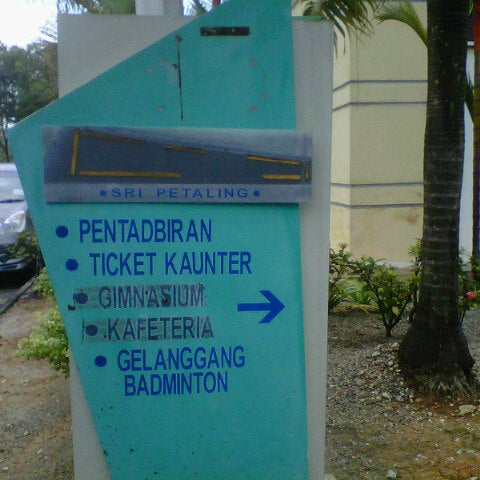 • SRI PETALING •
• PENTADBIRAN
• TICKET KAUNTER
• GIMNASIUM
• KAFETERIA
• GELANGGANG
BADMINTON